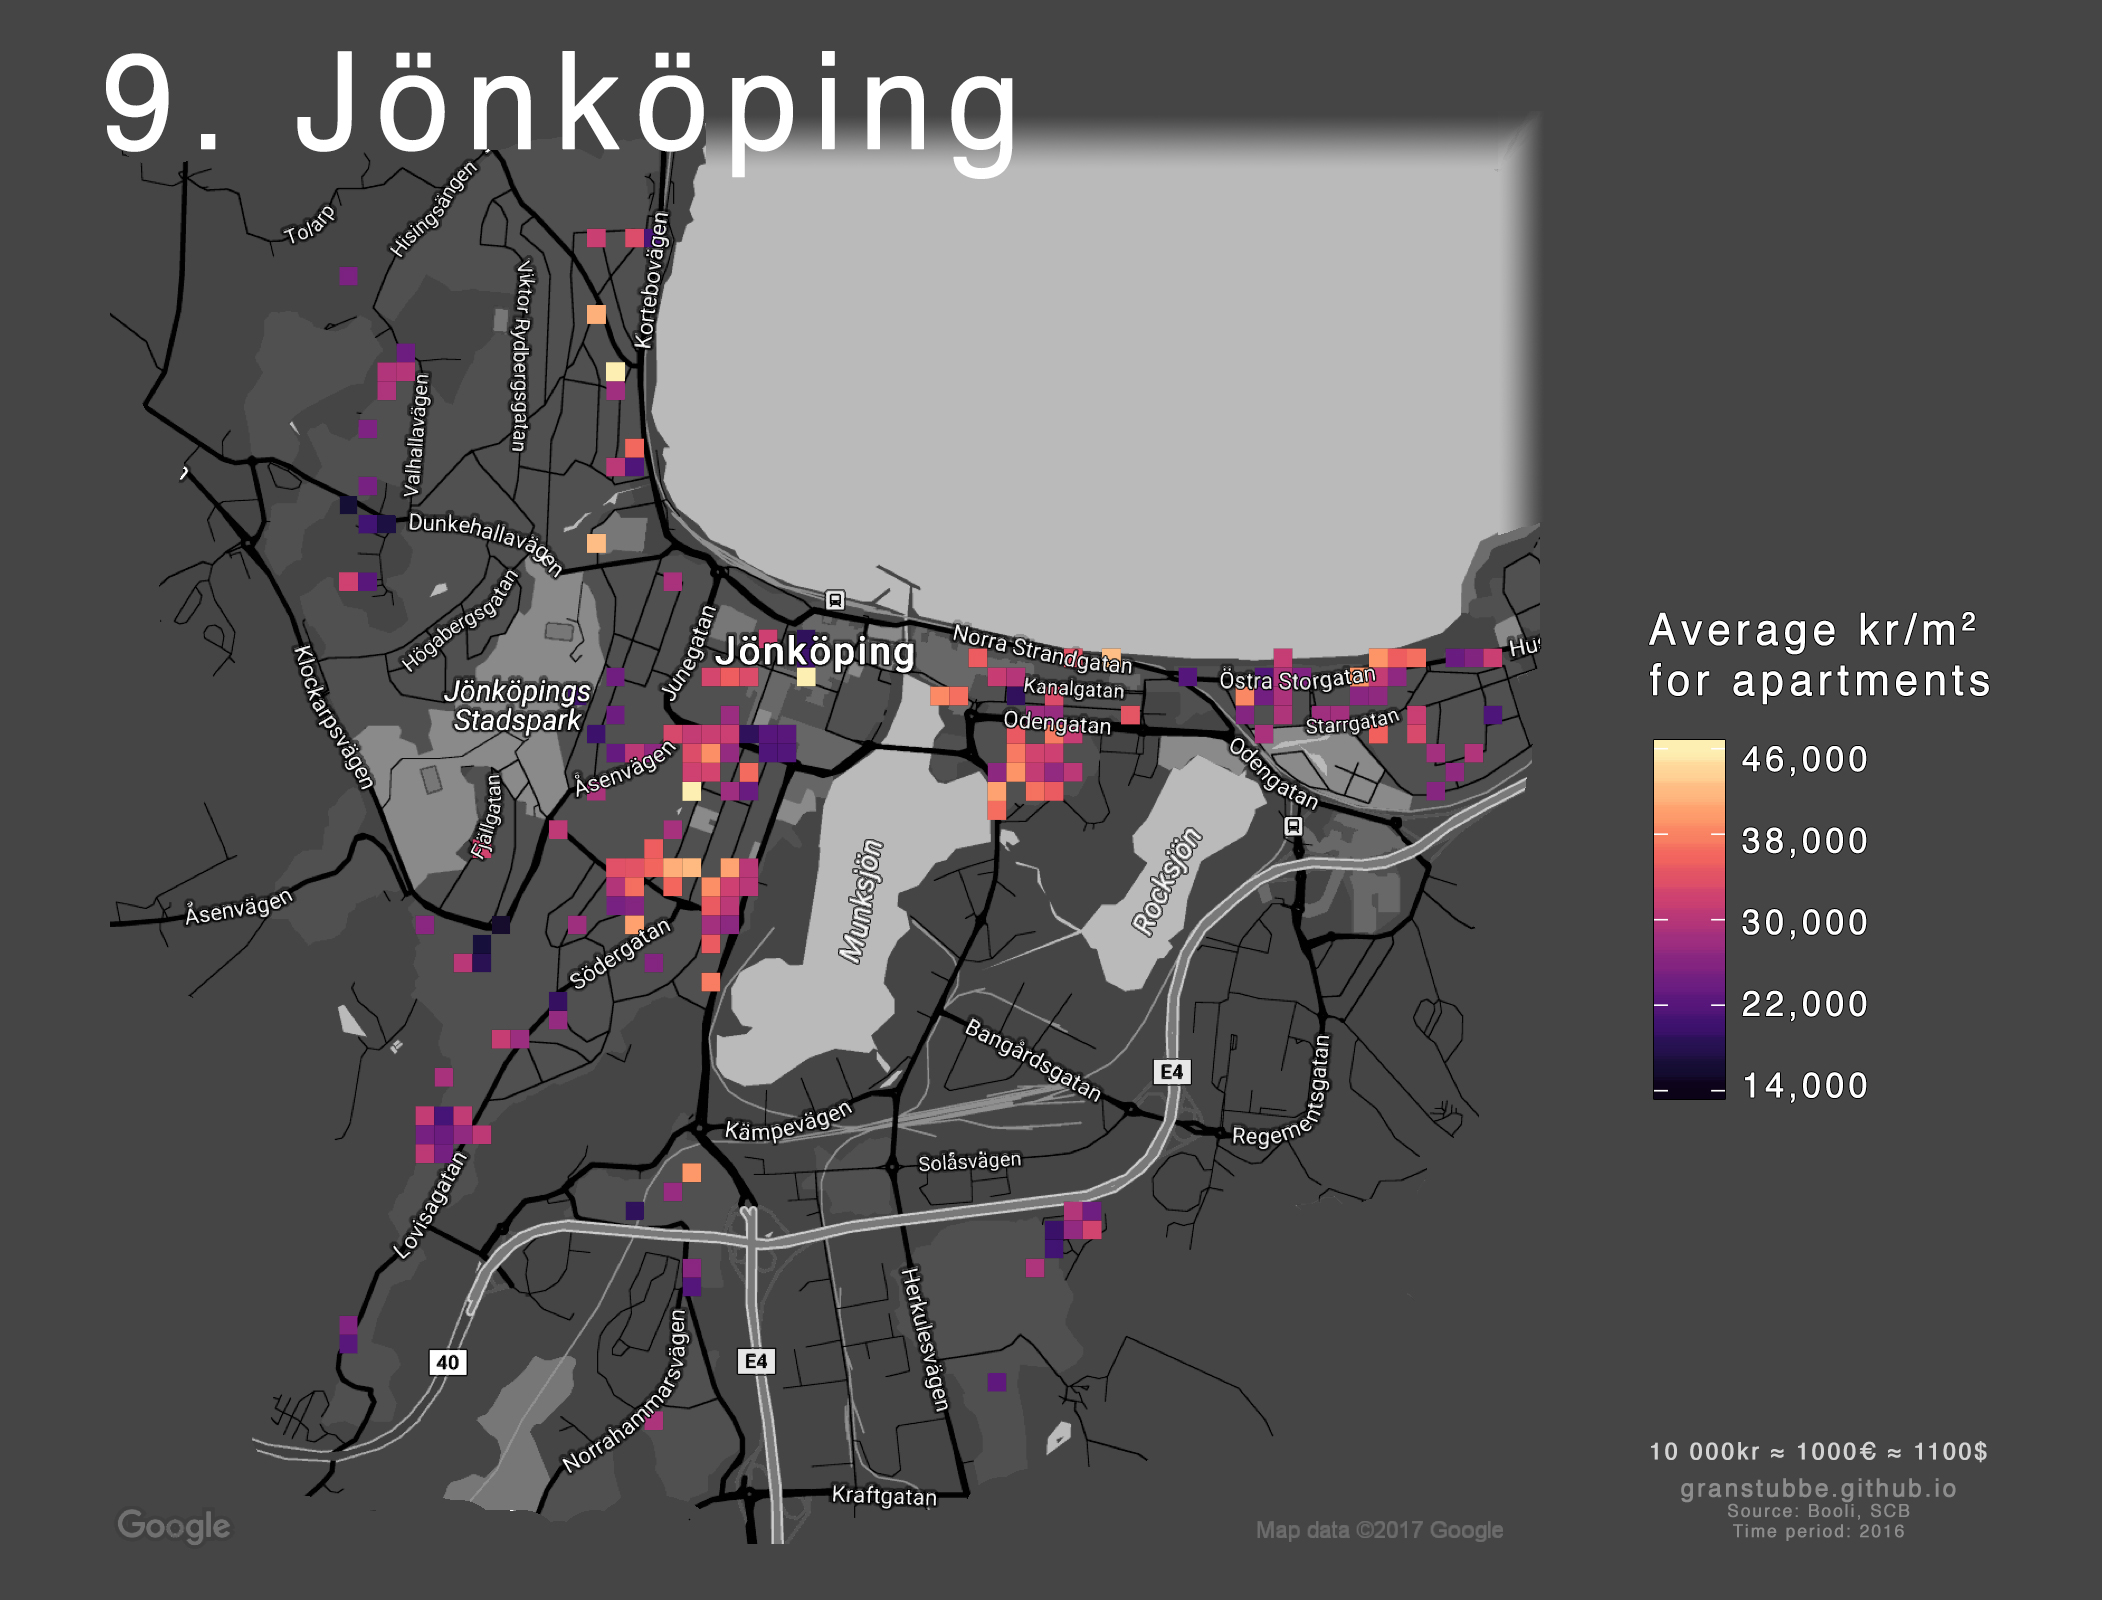 9. Jönköping
Tolarp
Hisingsängen
Viktor Rydbergsgatan
Kortebovägen
Valhallavägen
Dunkehallavägen
Högabergsgatan
Klockarpsvägen
Junegatan
Jönköping
Jönköpings
Stadspark
Norra Strandgatan
Kanalgatan
Odengatan
Östra Storgatan
Starrgatan
Odengatan
Åsenvägen
Fjällgatan
Åsenvägen
Södergatan
Munksjön
Rocksjön
Bangårdsgatan
E4
Regementsgatan
Kämpevägen
Solåsvägen
Lovisagatan
Herkulesvägen
40
E4
Norrahammarsvägen
Kraftgatan
Google
Map data ©2017 Google
Average kr/m²
for apartments
46,000
38,000
30,000
22,000
14,000
10 000kr ≈ 1000€ ≈ 1100$
granstubbe.github.io
Source: Booli, SCB
Time period: 2016